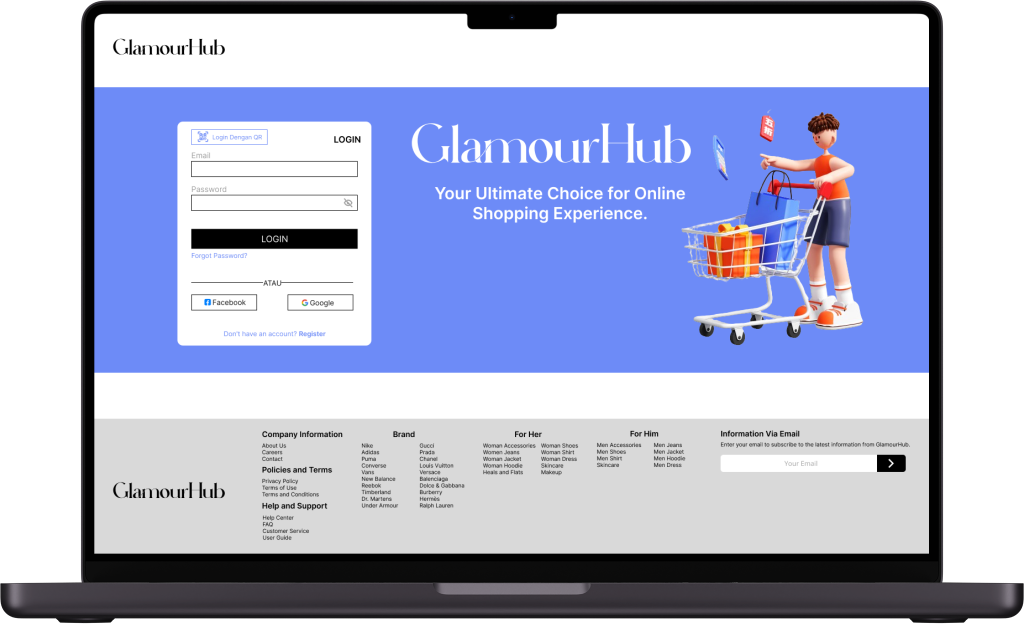 GlamourHub
Login Dengan QR
LOGIN
Email
Password
LOGIN
Forgot Password?
ATAU
Facebook
Google
Don't have an account? Register
GlamourHub
Your Ultimate Choice for Online
Shopping Experience.
GlamourHub
Company Information
About Us
Careers
Contact
Policies and Terms
Privacy Policy
Terms of Use
Terms and Conditions
Help and Support
Help Center
FAQ
Customer Service
User Guide
Brand
Nike
Adidas
Puma
Converse
Vans
New Balance
Reebok
Timberland
Dr. Martens
Under Armour
Gucci
Prada
Chanel
Louis Vuitton
Versace
Balenciaga
Dolce & Gabbana
Burberry
Hermès
Ralph Lauren
For Her
Woman Accessories
Women Jeans
Woman Jacket
Woman Hoodie
Heals and Flats
Woman Shoes
Woman Shirt
Woman Dress
Skincare
Makeup
For Him
Men Accessories
Men Shoes
Men Shirt
Skincare
Men Jeans
Men Jacket
Men Hoodie
Men Dress
Information Via Email
Enter your email to subscribe to the latest information from GlamourHub.
Your Email